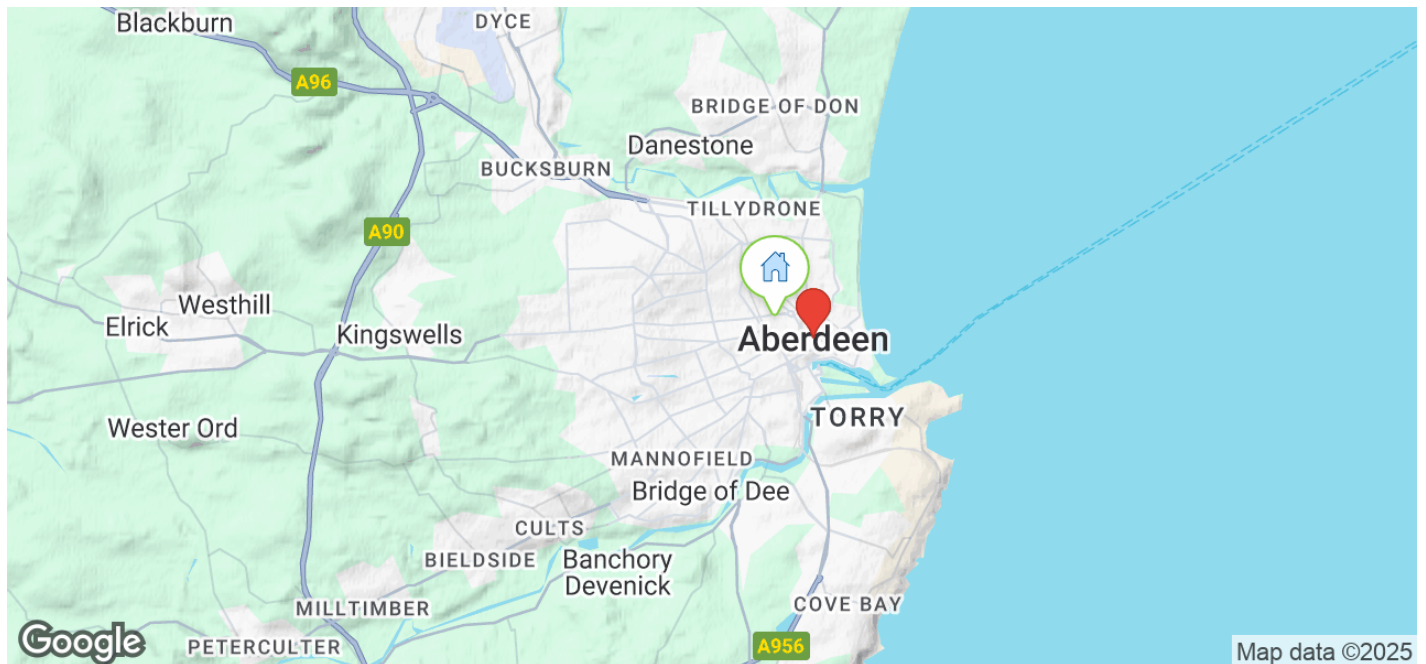 Blackburn
DYCE
A96
BRIDGE OF DON
Danestone
BUCKSBURN
TILLYDRONE
A90
Westhill
Elrick
Kingswells
Aberdeen
TORRY
Wester Ord
MANNOFIELD
Bridge of Dee
CULTS
BIELDSIDE
Banchory
Devenick
MILLTIMBER
COVE BAY
PETERCULTER
A956
Google
Map data ©2025